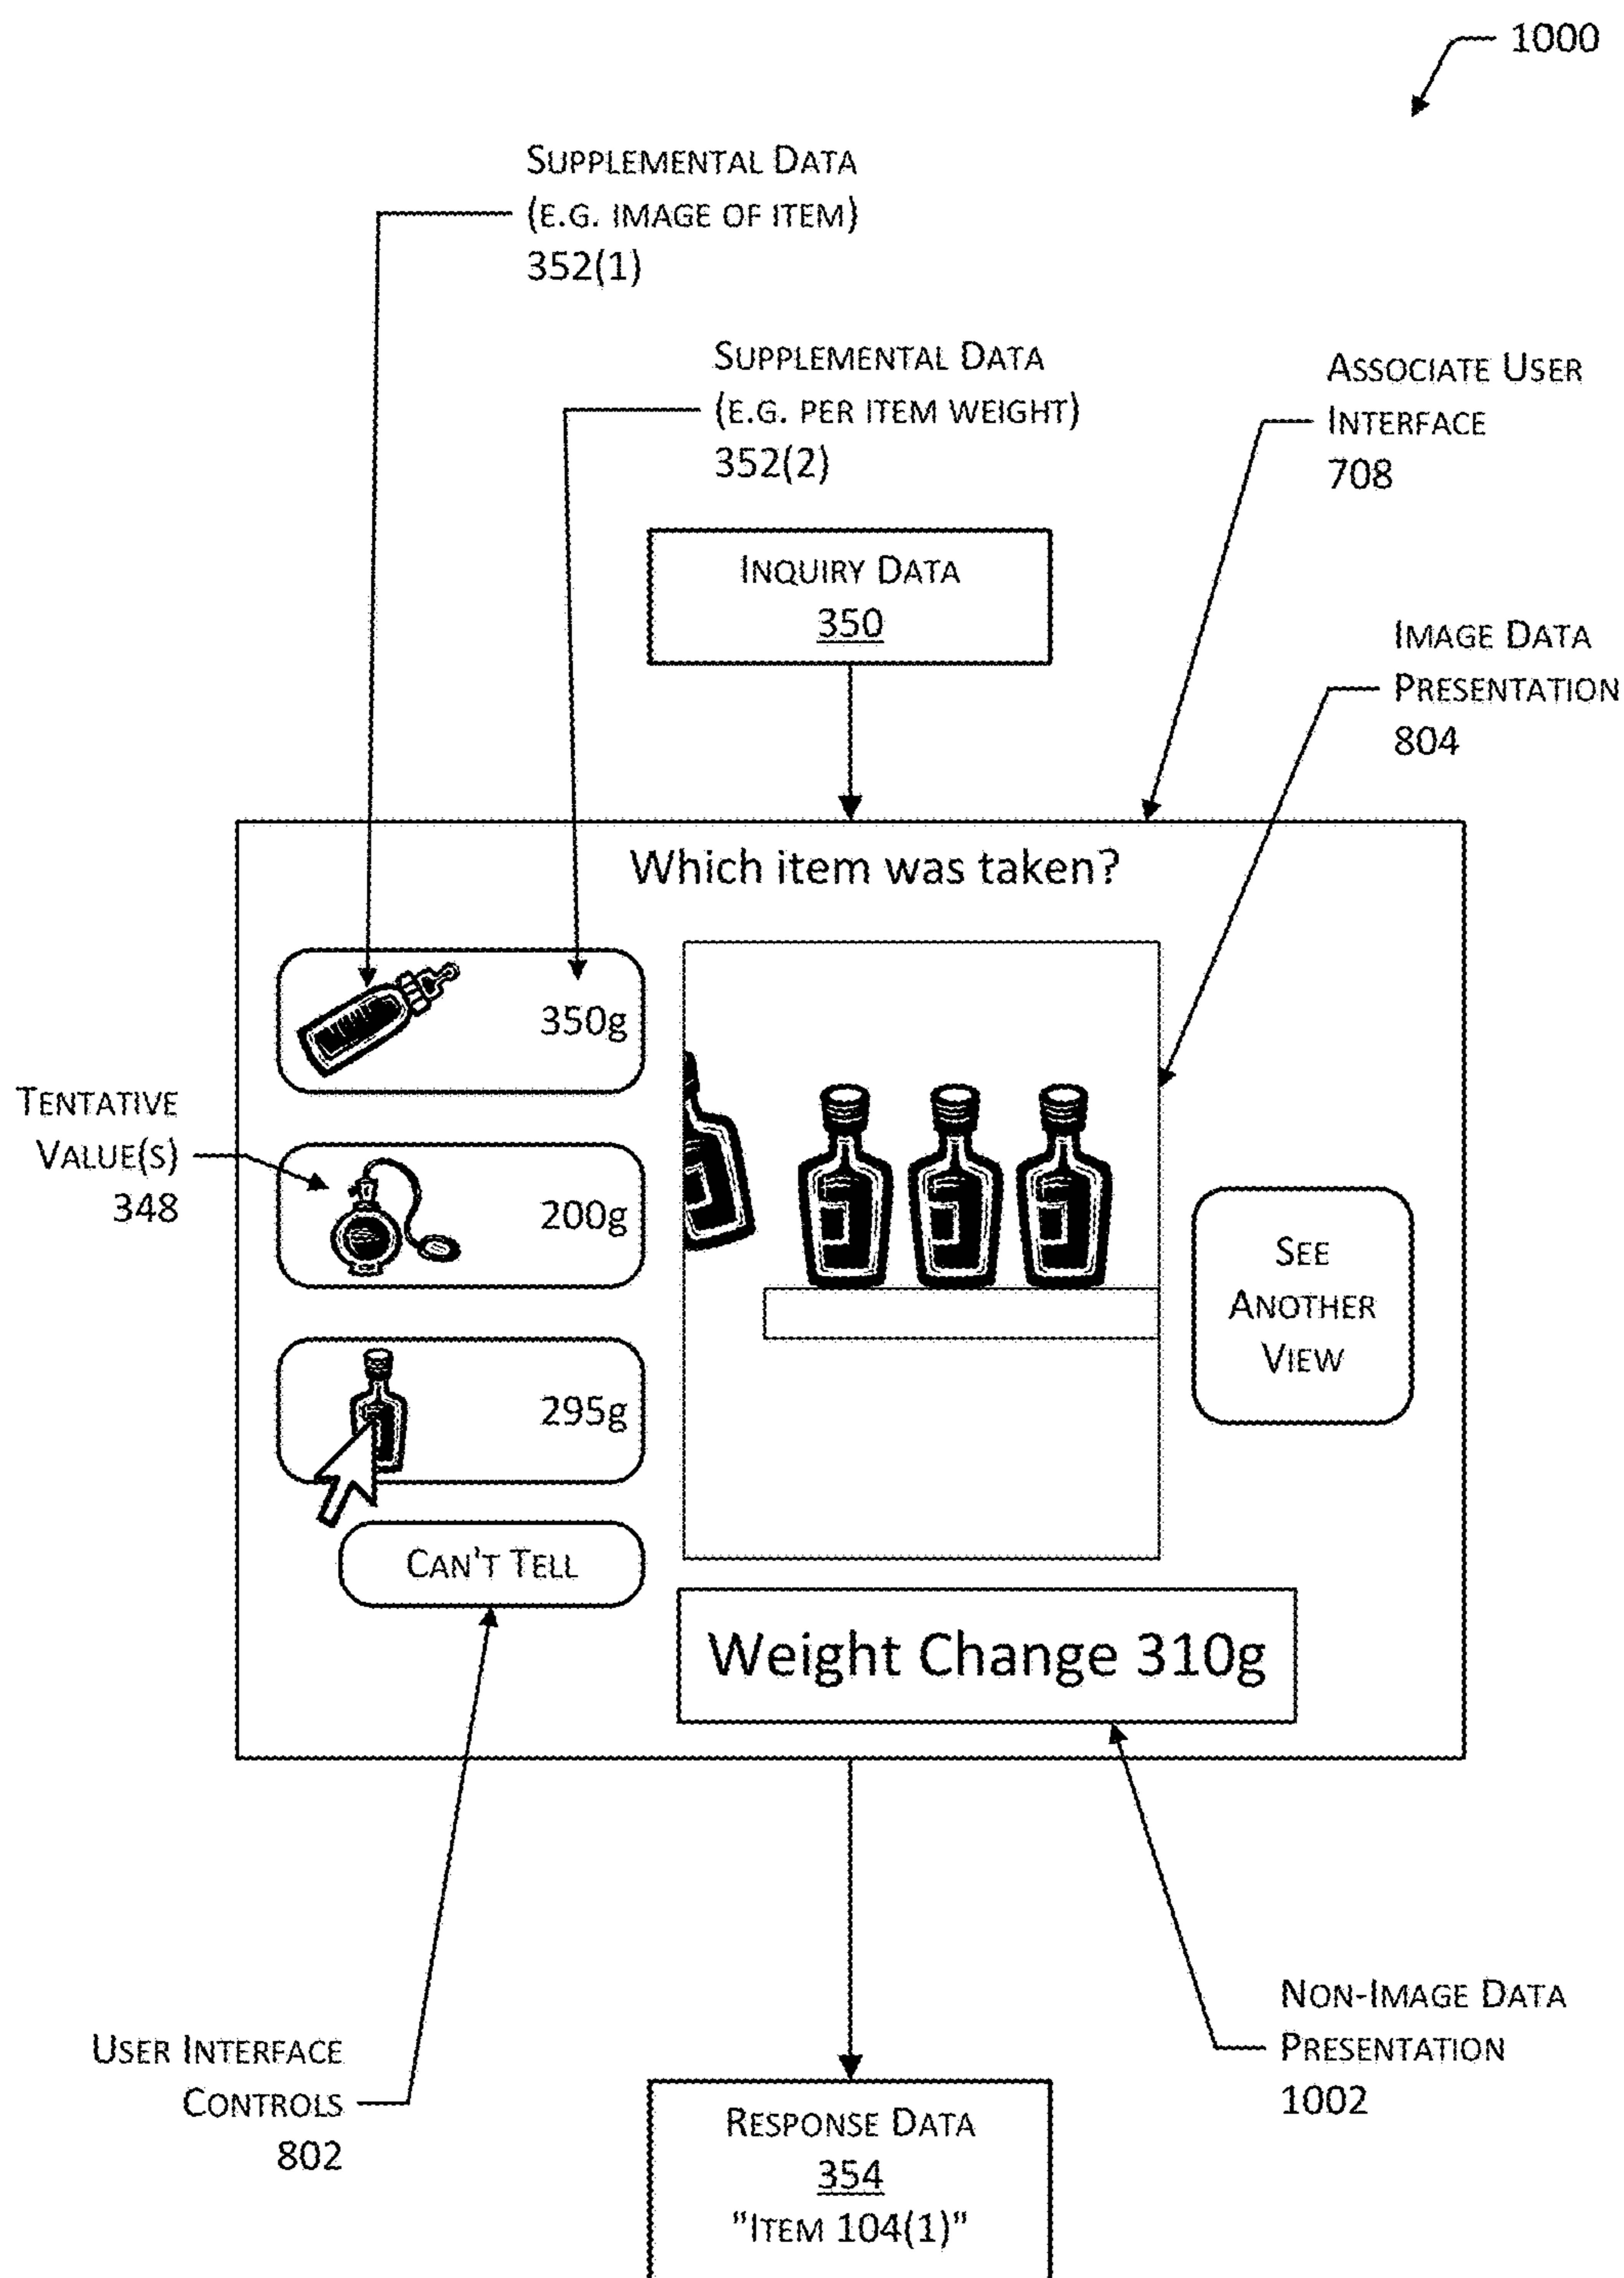 1000
SUPPLEMENTAL DATA
(E.G. IMAGE OF ITEM)
352(1)
SUPPLEMENTAL DATA
(E.G. PER ITEM WEIGHT)
352(2)
ASSOCIATE USER
INTERFACE
708
INQUIRY DATA
350
IMAGE DATA
PRESENTATION
804
Which item was taken?
350g
TENTATIVE
VALUE(S)
348
200g
SEE
ANOTHER
VIEW
295g
CAN'T TELL
Weight Change 310g
USER INTERFACE
CONTROLS
802
NON-IMAGE DATA
PRESENTATION
1002
RESPONSE DATA
354
"ITEM 104(1)"